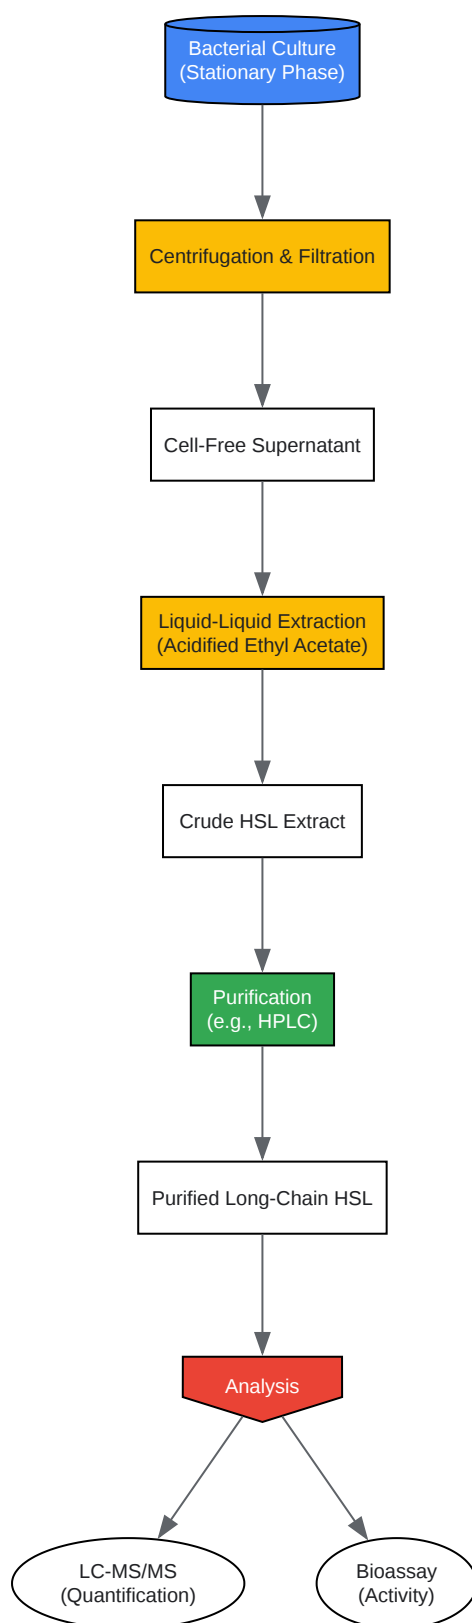 Bacterial Culture
(Stationary Phase)
Centrifugation & Filtration
Cell-Free Supernatant
Liquid-Liquid Extraction
(Acidified Ethyl Acetate)
Crude HSL Extract
Purification
(e.g., HPLC)
Purified Long-Chain HSL
Analysis
LC-MS/MS
(Quantification)
Bioassay
(Activity)